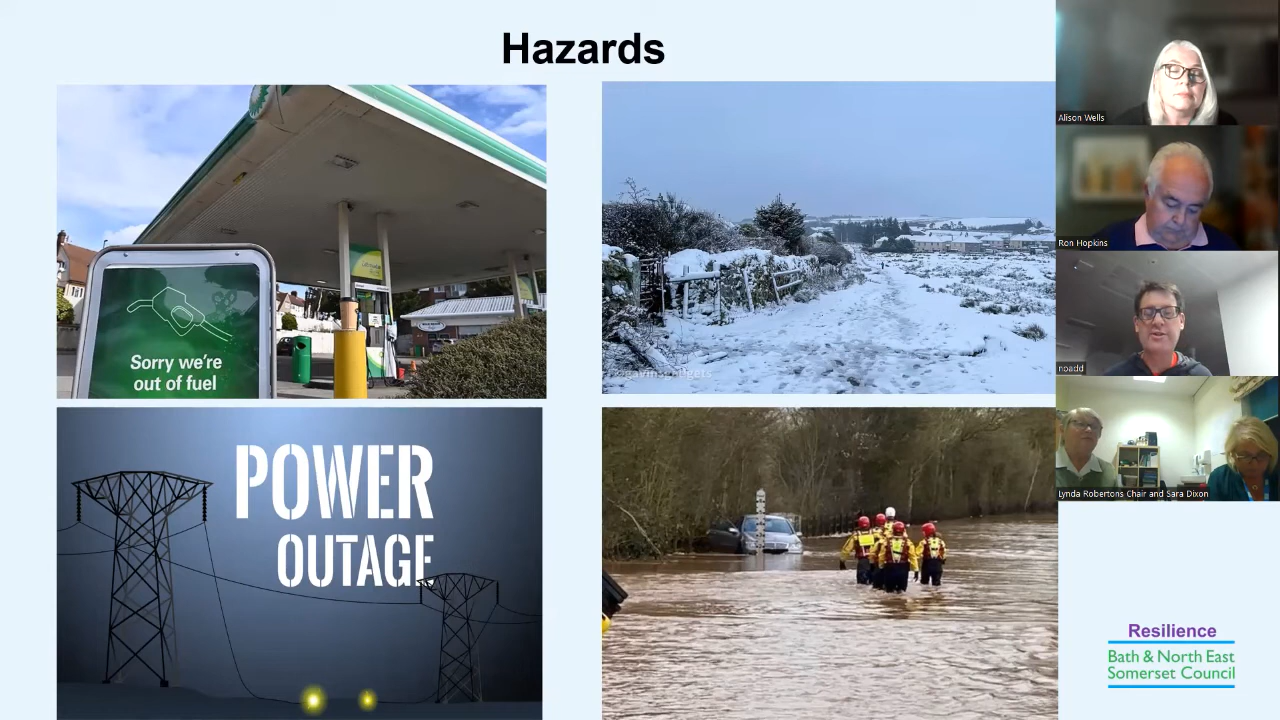 Hazards
Sorry we're
out of fuel
POWER
OUTAGE
Alison Wells
Ron Hopkins
noadd
Lynda Robertons Chair and Sara Dixon
Resilience
Bath & North East
Somerset Council